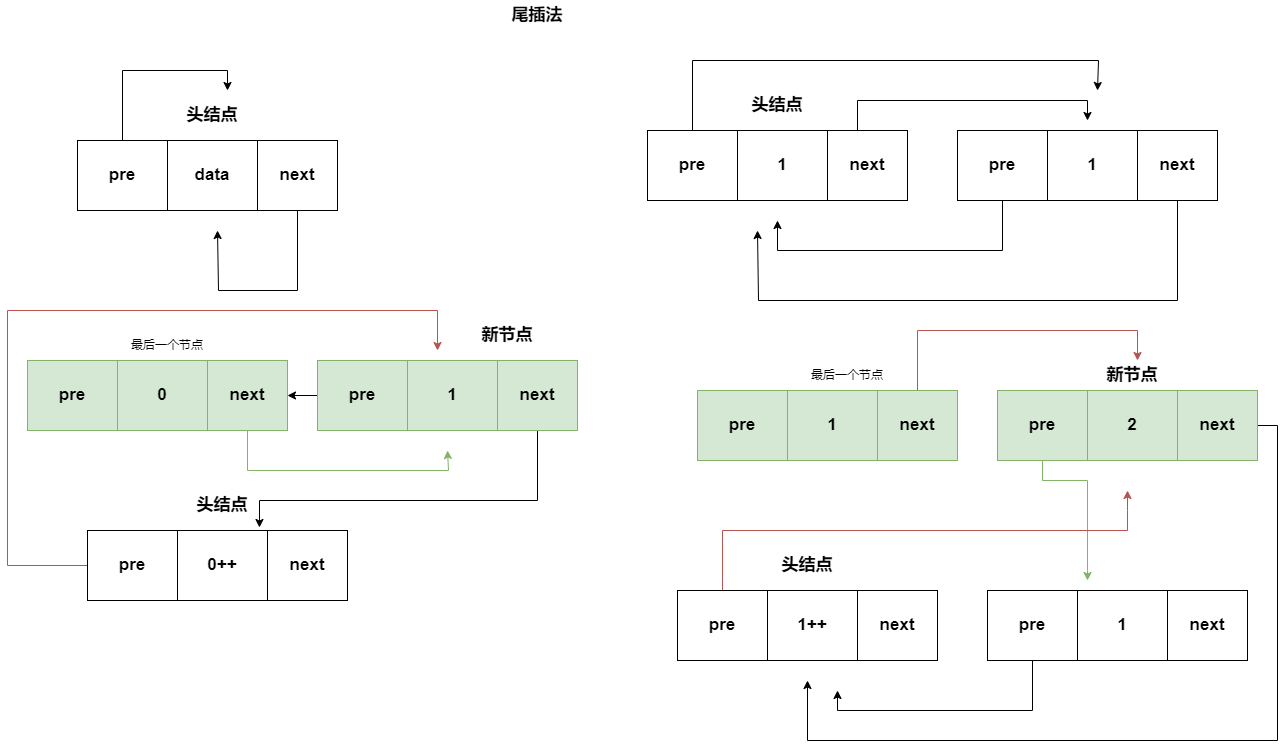 尾插法
头结点
pre data next
头结点
pre 1 next
pre 1 next
最后一个节点
新节点
pre 0 next
pre 1 next
头结点
pre 0++ next
最后一个节点
新节点
pre 1 next
pre 2 next
头结点
pre 1++ next
pre 1 next